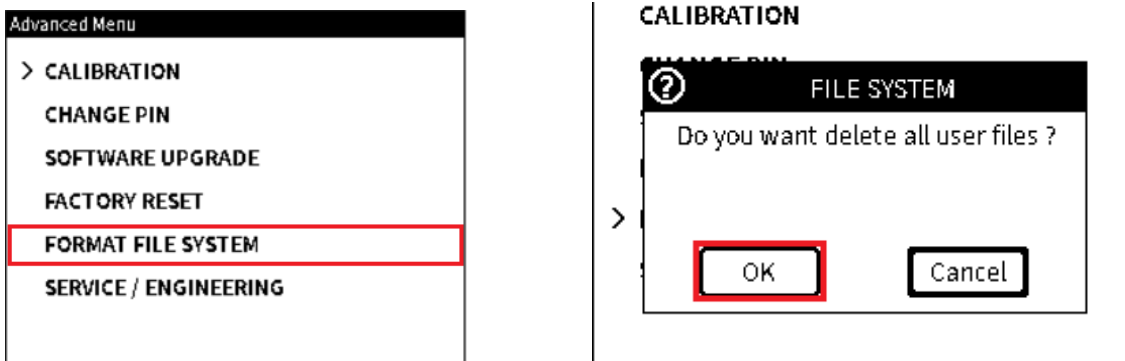 Advanced Menu
> CALIBRATION
CHANGE PIN
SOFTWARE UPGRADE
FACTORY RESET
FORMAT FILE SYSTEM
SERVICE / ENGINEERING
CALIBRATION
FILE SYSTEM
Do you want delete all user files ?
OK Cancel